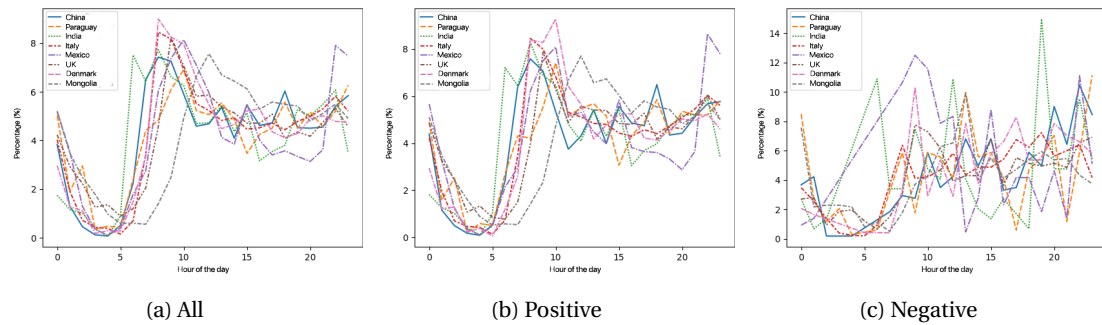 China
Paraguay
India
Italy
Mexico
UK
Denmark
Mongolia
Percentage (%)
8
6
4
2
0
0 5 10 15 20
Hour of the day
(a) All
China
Paraguay
India
Italy
Mexico
UK
Denmark
Mongolia
Percentage (%)
8
6
4
2
0
0 5 10 15 20
Hour of the day
(b) Positive
China
Paraguay
India
Italy
Mexico
UK
Denmark
Mongolia
Percentage (%)
14
12
10
8
6
4
2
0
0 5 10 15 20
Hour of the day
(c) Negative